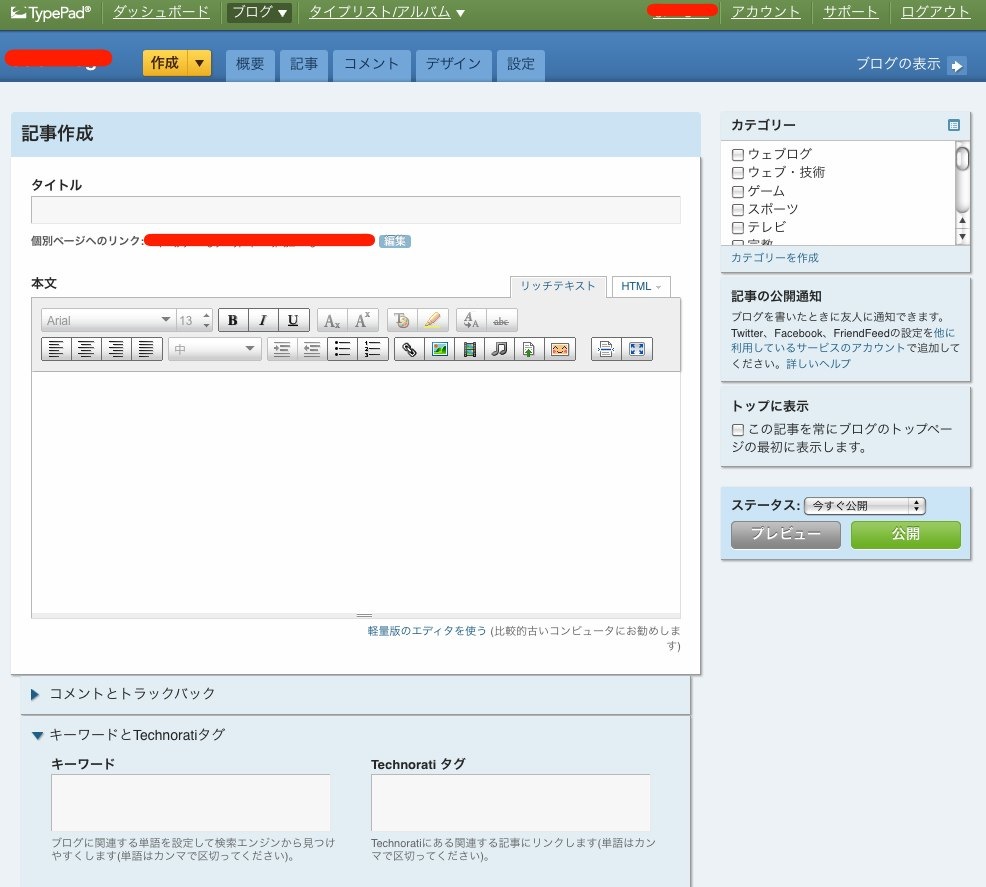 TypePad®
ダッシュボード
ブログ▼
タイプリスト/アルバム▼
アカウント
サポート
ログアウト
作成 ▼
概要
記事
コメント
デザイン
設定
ブログの表示
記事作成
タイトル
個別ページへのリンク:
編集
本文
リッチテキスト
HTML
Arial
13
B I U
中
軽量版のエディタを使う (比較的古いコンピュータにお勧めしま
す)
コメントとトラックバック
キーワードとTechnoratiタグ
キーワード
ブログに関連する単語を設定して検索エンジンから見つけ
やすくします(単語はカンマで区切ってください)。
Technorati タグ
Technoratiにある関連する記事にリンクします(単語はカン
マで区切ってください)。
カテゴリー
ウェブログ
ウェブ・技術
ゲーム
スポーツ
テレビ
宗教
カテゴリーを作成
記事の公開通知
ブログを書いたときに友人に通知できます。
Twitter、Facebook、FriendFeedの設定を他に
利用しているサービスのアカウントで追加して
ください。詳しいヘルプ
トップに表示
この記事を常にブログのトップペー
ジの最初に表示します。
ステータス: 今すぐ公開
プレビュー
公開